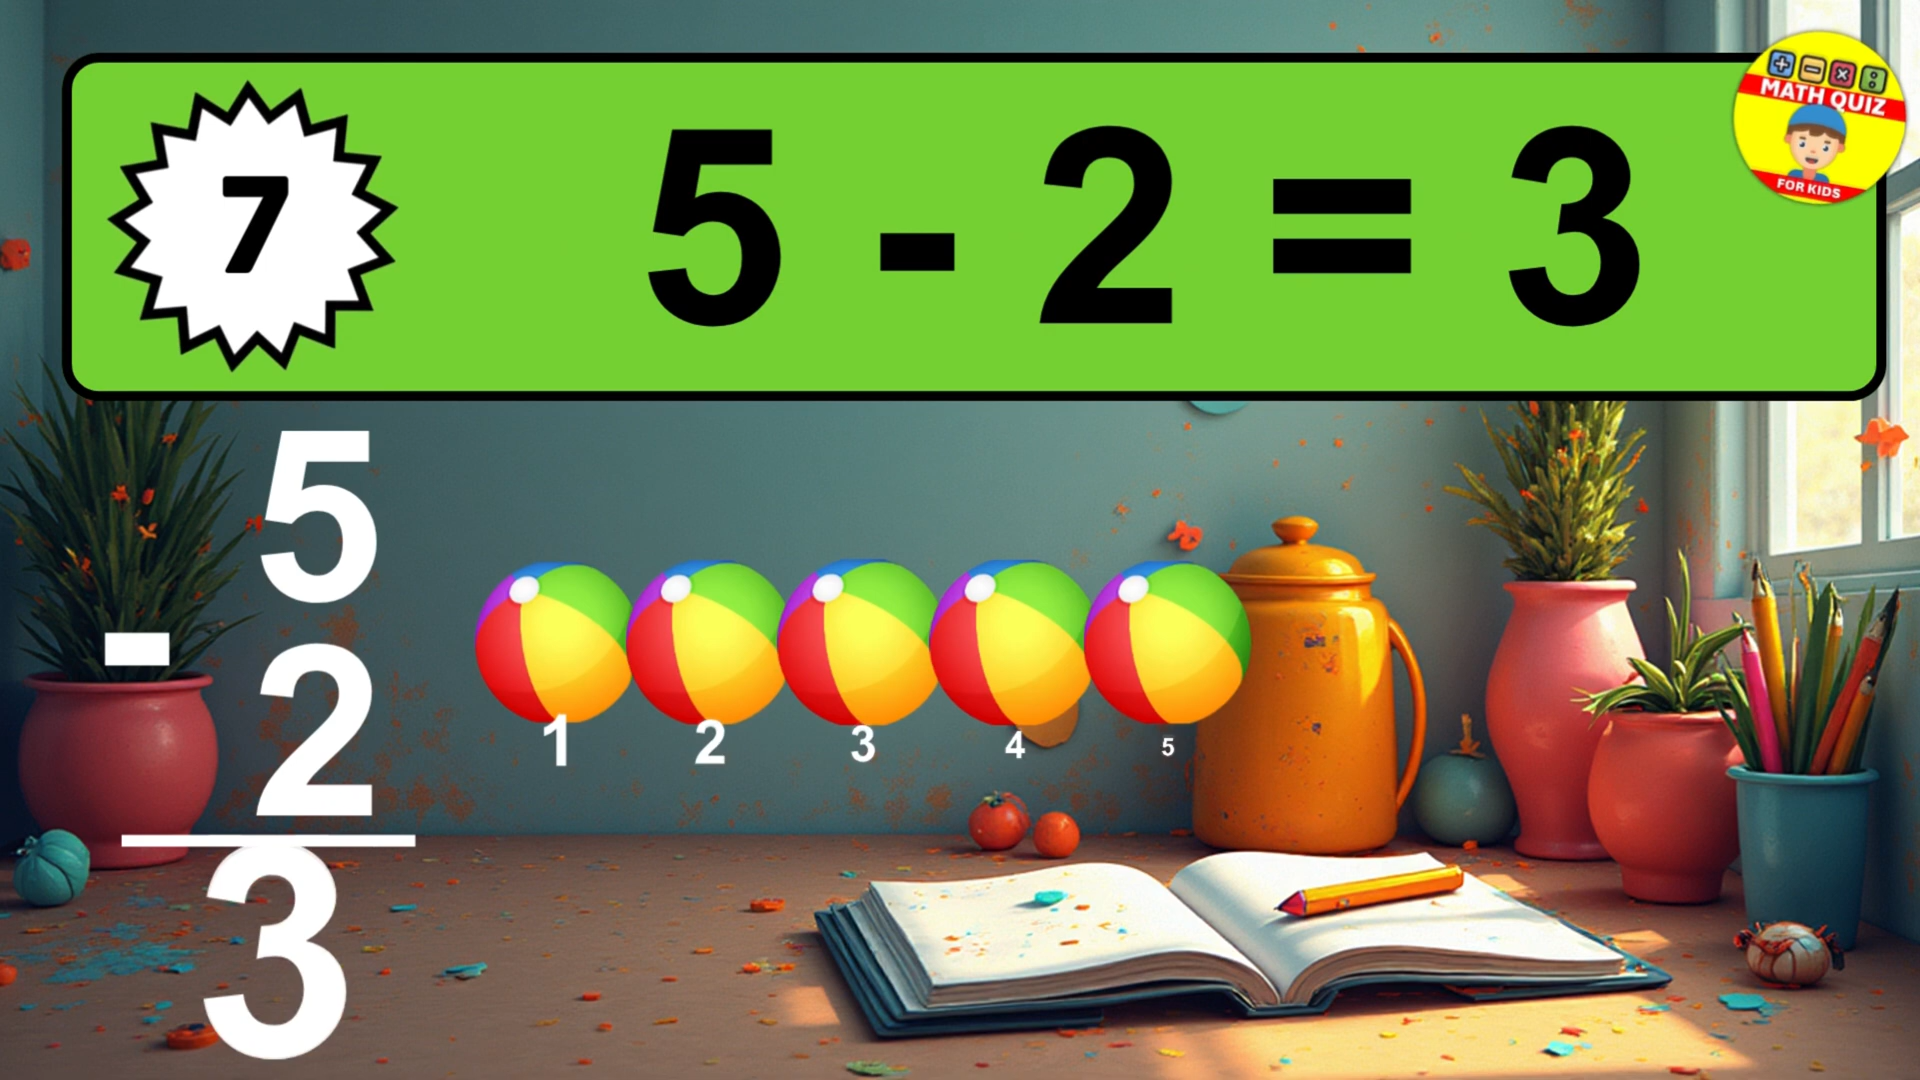 7
5 - 2 = 3
+ - × :
MATH QUIZ
FOR KIDS
5
- 2
3
1 2 3 4 5